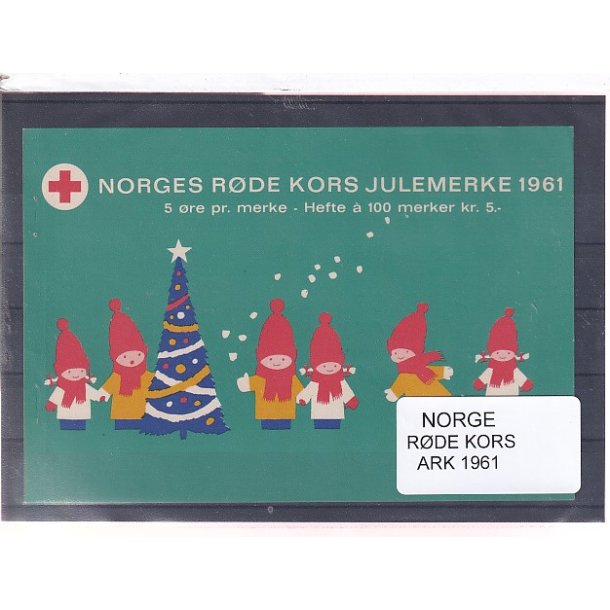 NORGES RØDE KORS JULEMERKE 1961
5 øre pr. merke - Hefte à 100 merker kr. 5.-
NORGE
RØDE KORS
ARK 1961